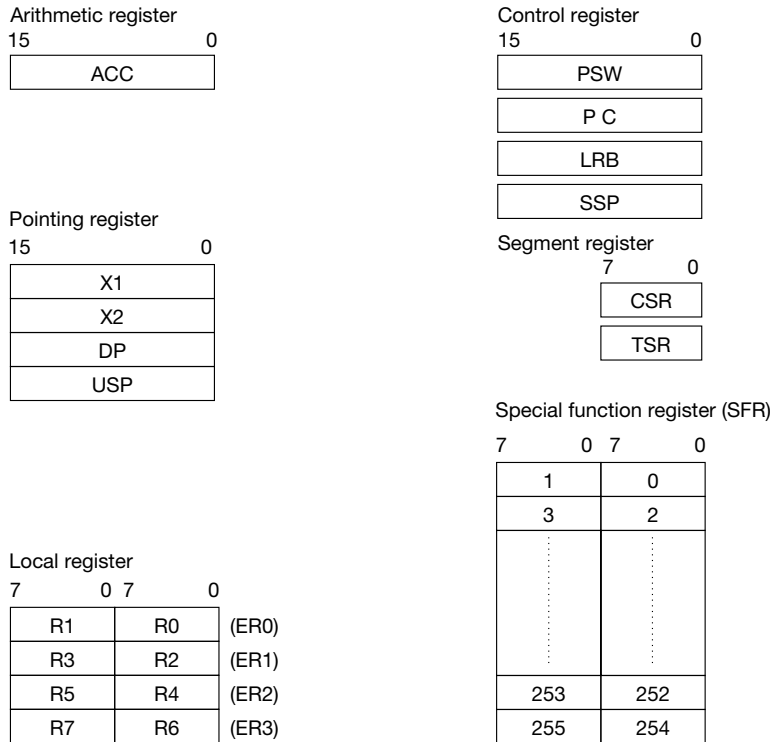 Arithmetic register
15 0
ACC
Pointing register
15 0
X1
X2
DP
USP
Local register
7 0 7 0
R1 R0 (ER0)
R3 R2 (ER1)
R5 R4 (ER2)
R7 R6 (ER3)
Control register
15 0
PSW
P C
LRB
SSP
Segment register
7 0
CSR
TSR
Special function register (SFR)
7 0 7 0
1 0
3 2
253 252
255 254